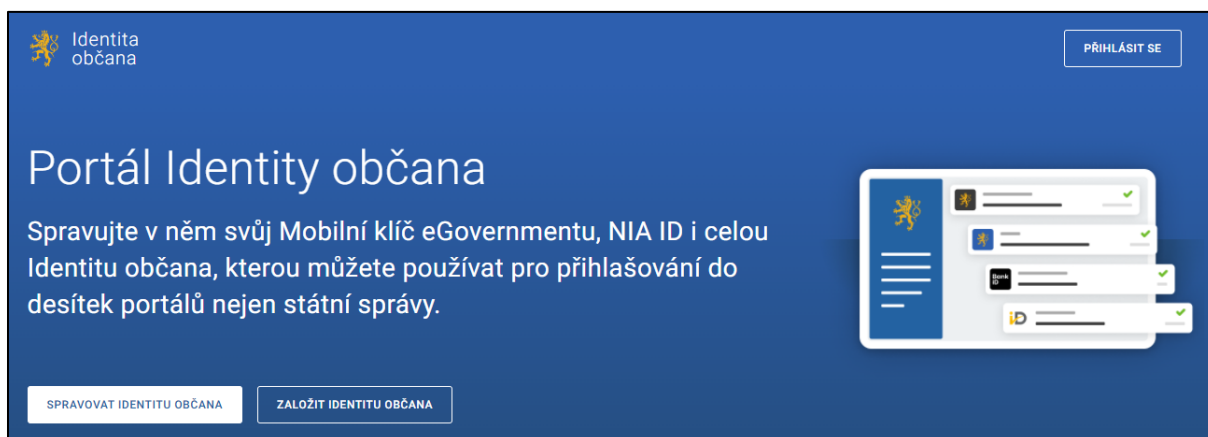 Identita
občana
PŘIHLÁSIT SE
Portál Identity občana
Spravujte v něm svůj Mobilní klíč eGovernmentu, NIA ID i celou
Identitu občana, kterou můžete používat pro přihlašování do
desítek portálů nejen státní správy.
Bank
iD
iD
SPRAVOVAT IDENTITU OBČANA
ZALOŽIT IDENTITU OBČANA